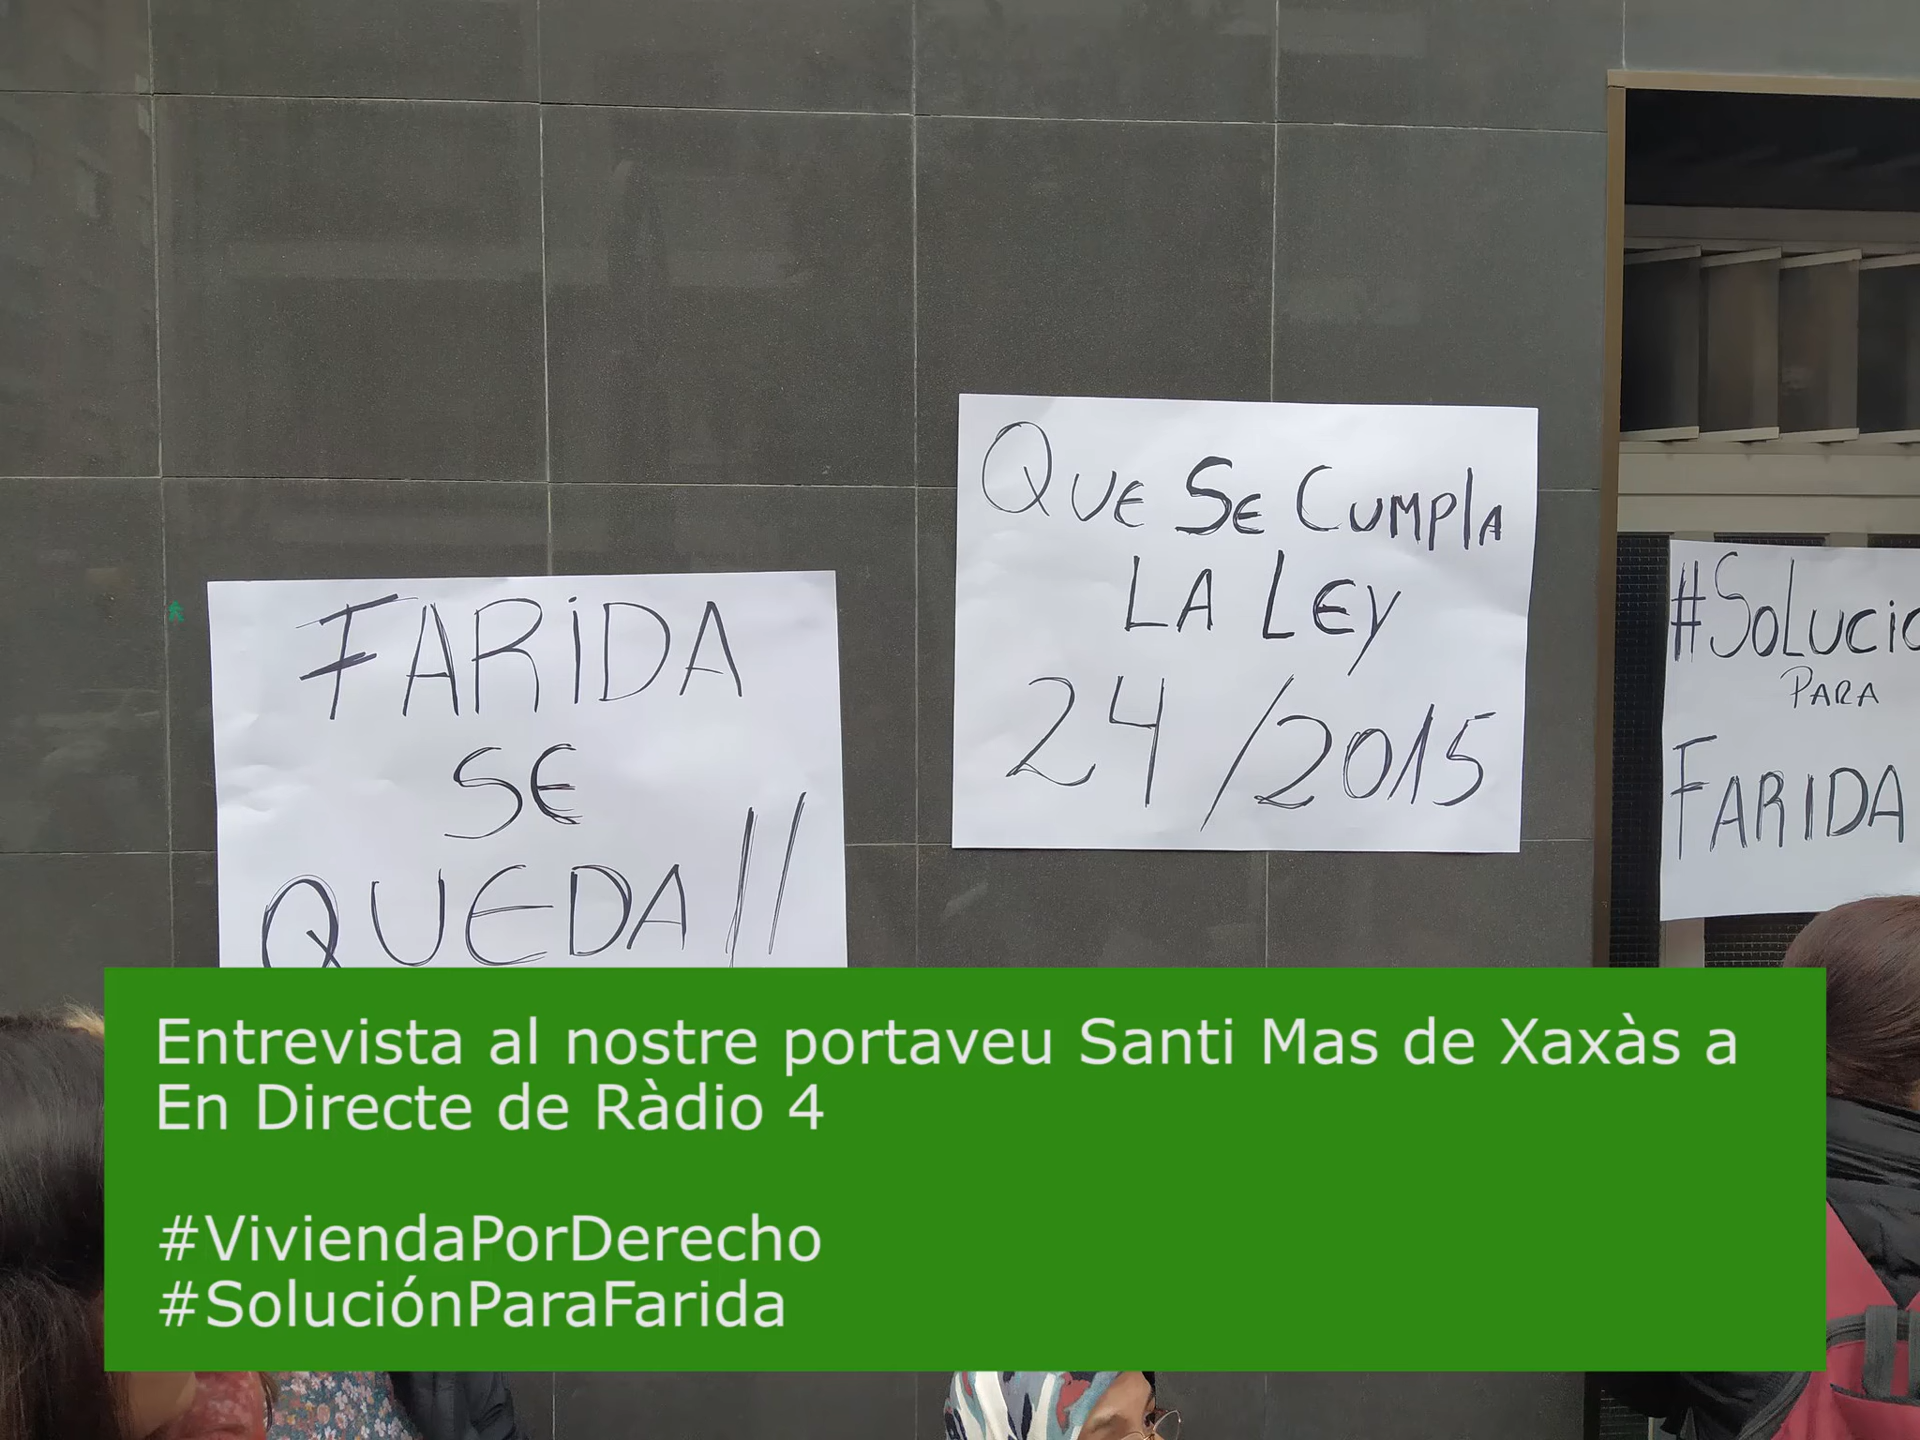 FARiDA
SE
QUEDA !!
QUE SE CUMPlA
LA LEy
24/2015
#SoLucio
PARA
FARIDA
Entrevista al nostre portaveu Santi Mas de Xaxàs a
En Directe de Ràdio 4
#ViviendaPorDerecho
#SoluciónParaFarida